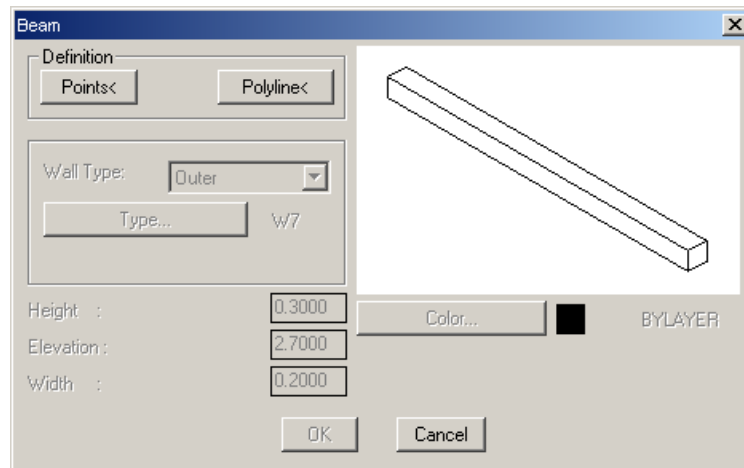 Beam
Definition
Points< Polyline<
Wall Type: Outer
Type... W7
Height : 0.3000
Elevation : 2.7000
Width : 0.2000
Color... BYLAYER
OK Cancel